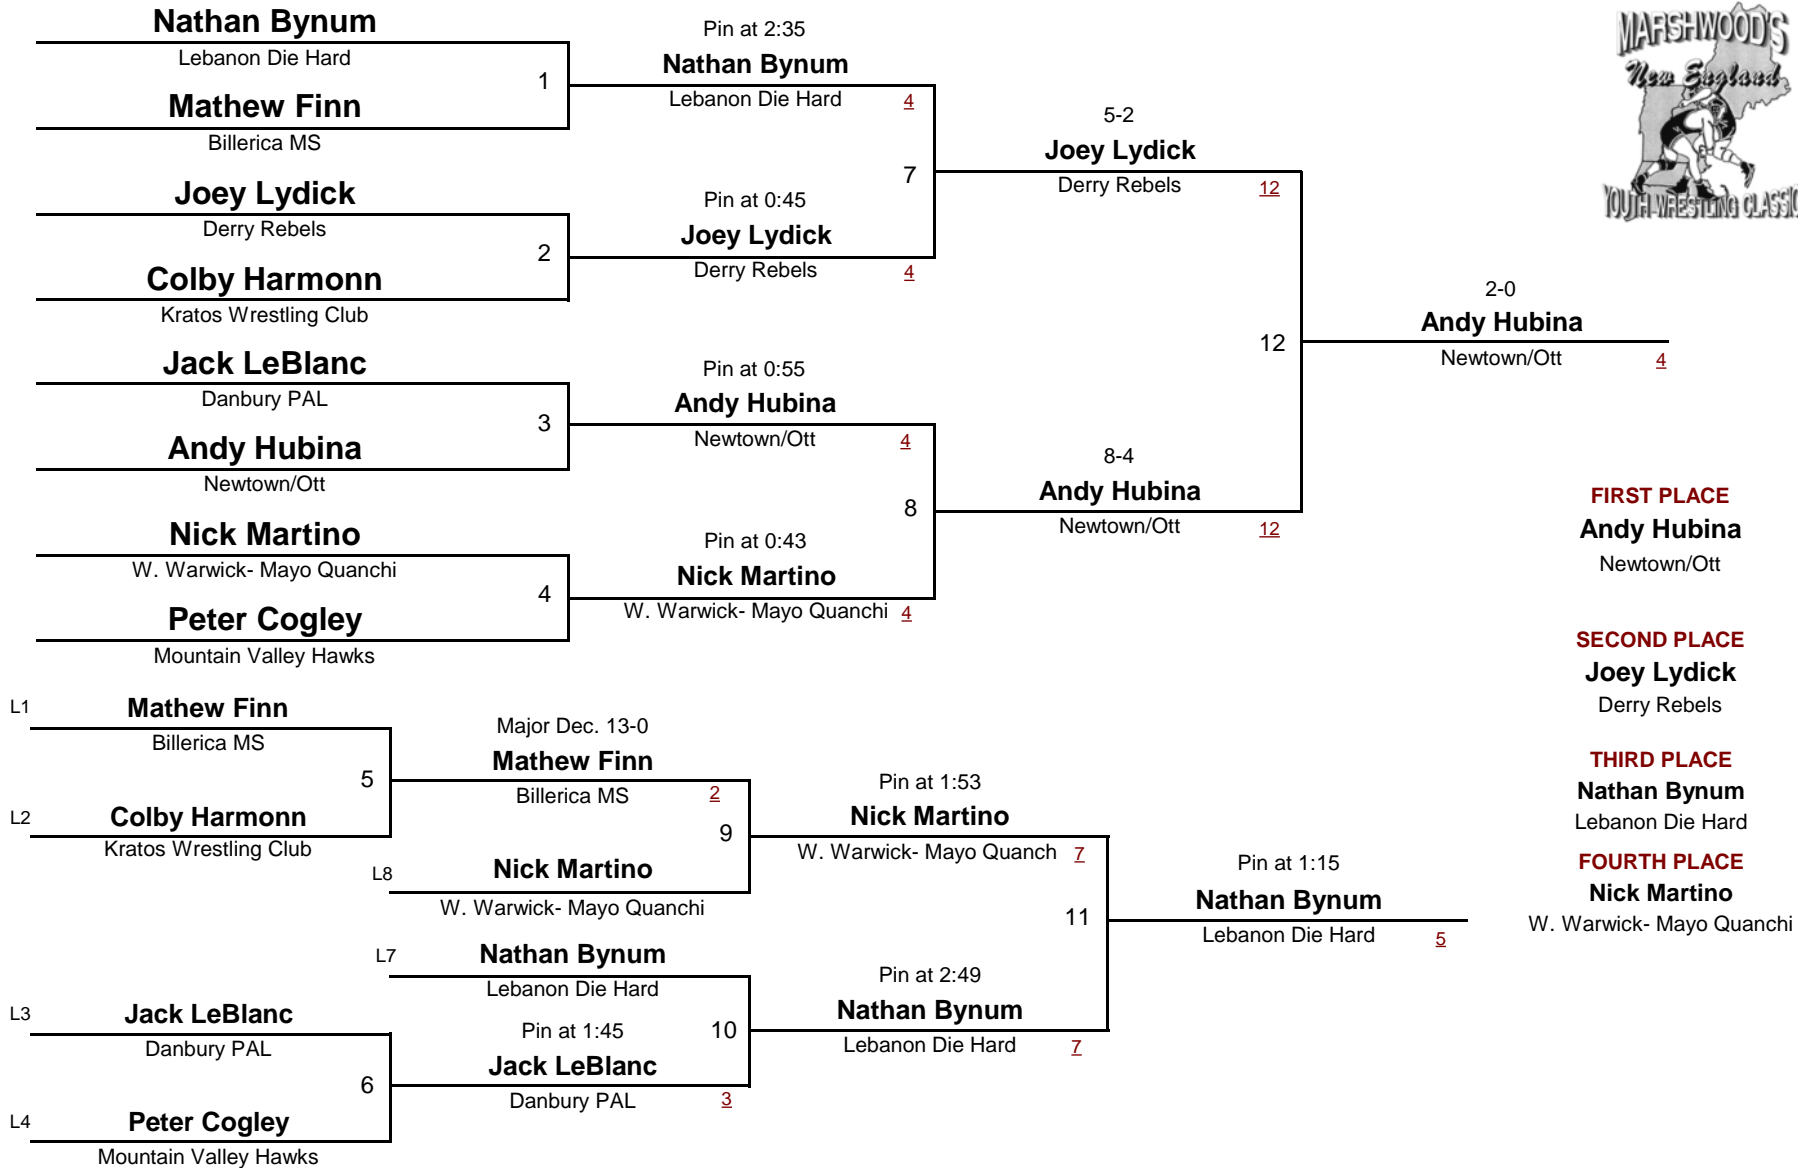 Nathan Bynum
Lebanon Die Hard
1
Mathew Finn
Billerica MS
Joey Lydick
Derry Rebels
2
Colby Harmonn
Kratos Wrestling Club
Jack LeBlanc
Danbury PAL
3
Andy Hubina
Newtown/Ott
Nick Martino
W. Warwick- Mayo Quanchi
4
Peter Cogley
Mountain Valley Hawks
Pin at 2:35
Nathan Bynum
Lebanon Die Hard 4
7
Pin at 0:45
Joey Lydick
Derry Rebels 4
Pin at 0:55
Andy Hubina
Newtown/Ott 4
8
Pin at 0:43
Nick Martino
W. Warwick- Mayo Quanchi 4
5-2
Joey Lydick
Derry Rebels 12
12
8-4
Andy Hubina
Newtown/Ott 12
2-0
Andy Hubina
Newtown/Ott 4
MARSHWOOD'S
New England
YOUTH WRESTLING CLASSIC
FIRST PLACE
Andy Hubina
Newtown/Ott
SECOND PLACE
Joey Lydick
Derry Rebels
THIRD PLACE
Nathan Bynum
Lebanon Die Hard
FOURTH PLACE
Nick Martino
W. Warwick- Mayo Quanchi
L1 Mathew Finn
Billerica MS
5
L2 Colby Harmonn
Kratos Wrestling Club
Major Dec. 13-0
Mathew Finn
Billerica MS 2
9
L8 Nick Martino
W. Warwick- Mayo Quanchi
L7 Nathan Bynum
Lebanon Die Hard
10
L3 Jack LeBlanc
Danbury PAL
6
L4 Peter Cogley
Mountain Valley Hawks
Pin at 1:45
Jack LeBlanc
Danbury PAL 3
Pin at 1:53
Nick Martino
W. Warwick- Mayo Quanch 7
11
Pin at 2:49
Nathan Bynum
Lebanon Die Hard 7
Pin at 1:15
Nathan Bynum
Lebanon Die Hard 5